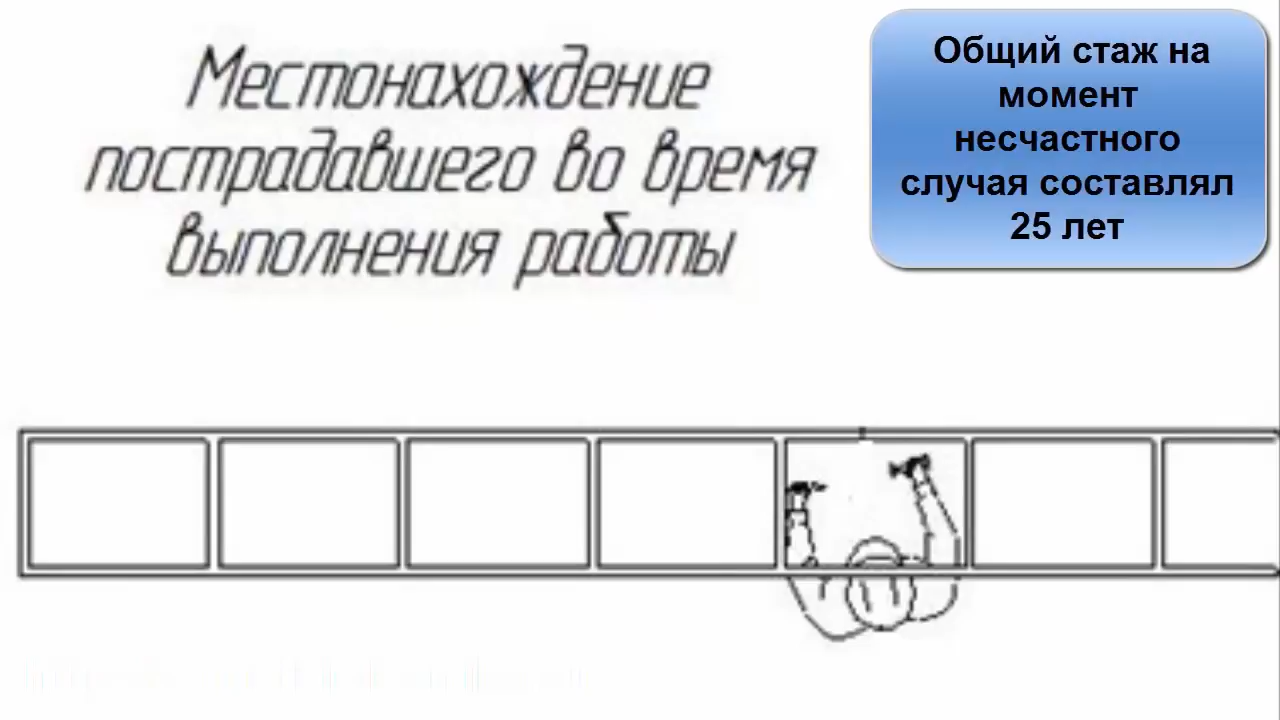 Местонахождение
пострадавшего во время
выполнения работы
Общий стаж на
момент
несчастного
случая составлял
25 лет